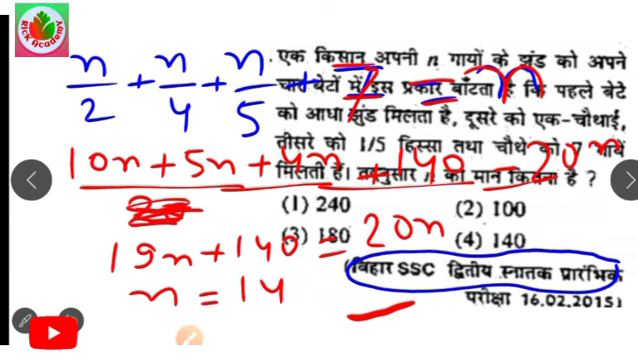 RICK Academy
एक किसान अपनी n गायों के झुंड को अपने
चार बेटों में इस प्रकार बाँटता है कि पहले बेटे
को आधा झुंड मिलता है, दूसरे को एक-चौथाई,
तीसरे को 1/5 हिस्सा तथा चौथे को 7 गायें
मिलती हैं। तदनुसार n का मान कितना है ?
(1) 240 (2) 100
(3) 180 (4) 140
(बिहार SSC द्वितीय स्नातक प्रारंभिक
परीक्षा 16.02.2015)
n/2 + n/4 + n/5 + 7 = n
10n + 5n + 4n + 140 = 20n
19n + 140 = 20n
n = 14